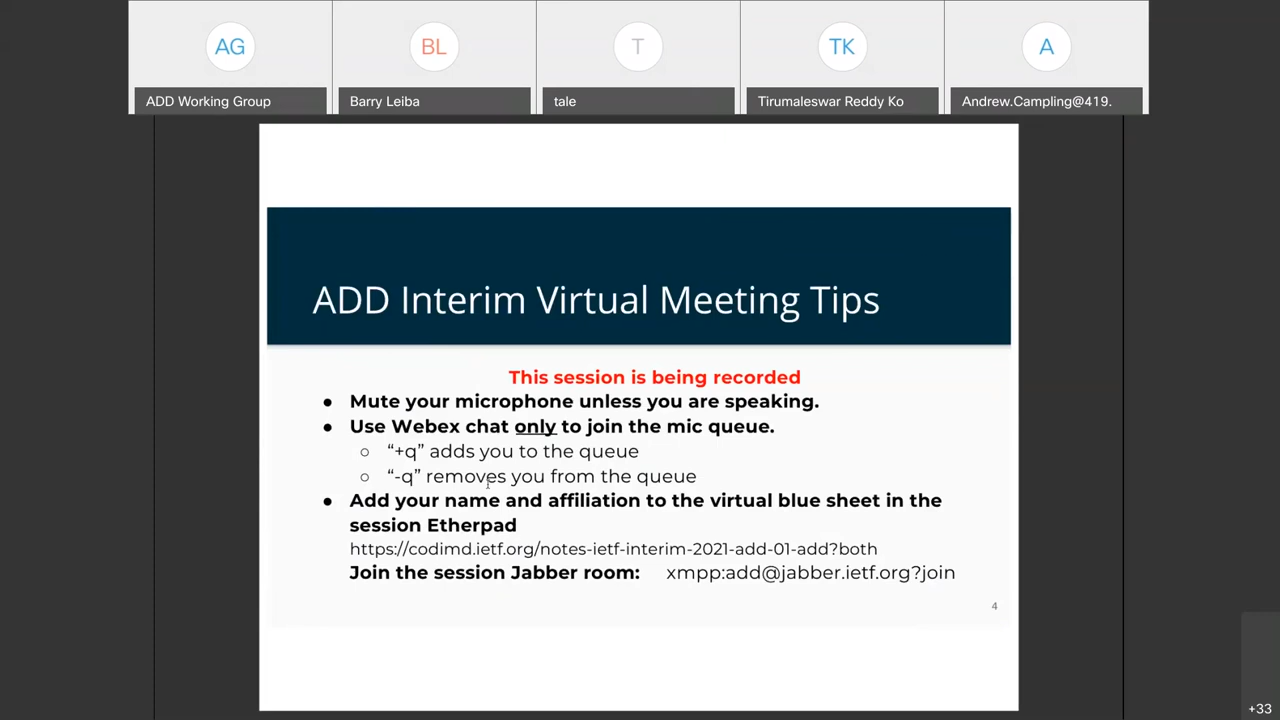 AG
BL
T
TK
A
ADD Working Group
Barry Leiba
tale
Tirumaleswar Reddy Ko
Andrew.Campling@419.
ADD Interim Virtual Meeting Tips
This session is being recorded
● Mute your microphone unless you are speaking.
● Use Webex chat only to join the mic queue.
○ “+q” adds you to the queue
○ “-q” removes you from the queue
● Add your name and affiliation to the virtual blue sheet in the
session Etherpad
https://codimd.ietf.org/notes-ietf-interim-2021-add-01-add?both
Join the session Jabber room: xmpp:add@jabber.ietf.org?join
4
+33